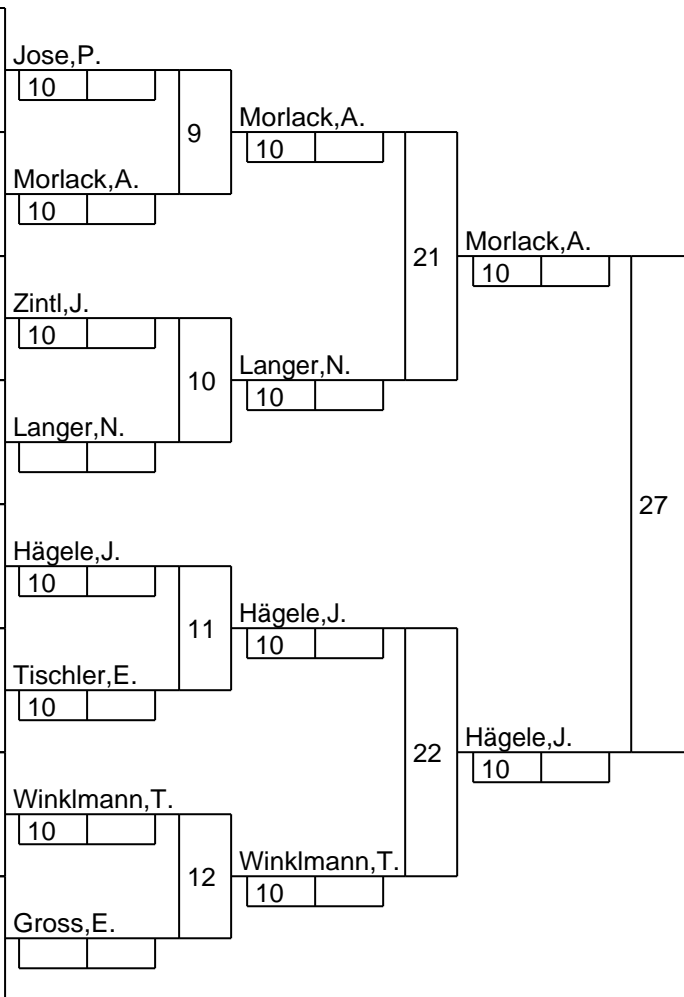 Jose,P.
10
9
Morlack,A.
10
Morlack,A.
10
21
Morlack,A.
10
Zintl,J.
10
10
Langer,N.
10
Langer,N.
27
Hägele,J.
10
11
Hägele,J.
10
Tischler,E.
10
22
Hägele,J.
10
Winklmann,T.
10
12
Winklmann,T.
10
Gross,E.